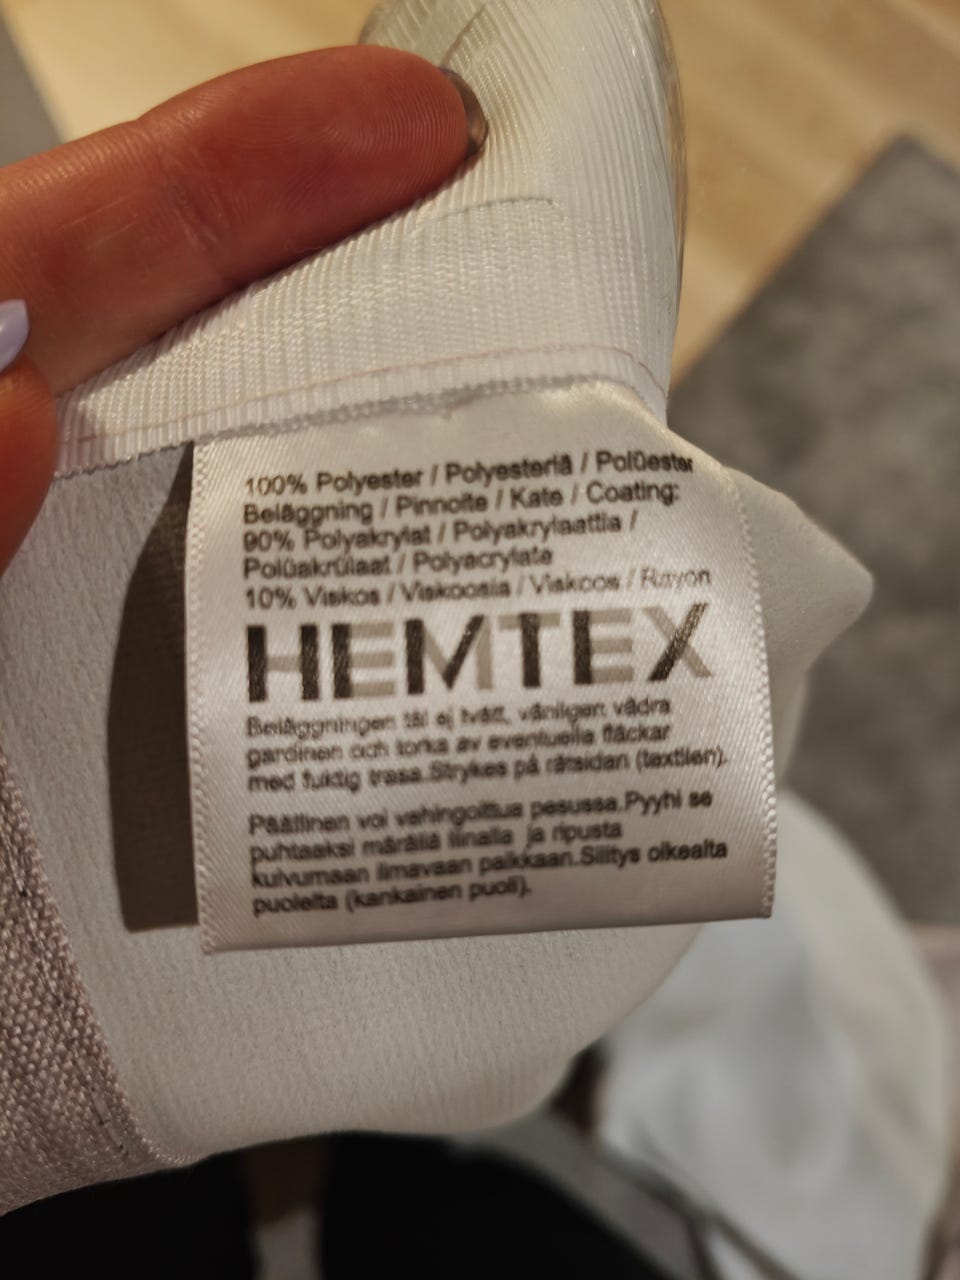 100% Polyester / Polyesteriä / Polüester
Beläggning / Pinnoite / Kate / Coating:
90% Polyakrylat / Polyakrylaattia /
Polüakrülaat / Polyacrylate
10% Viskos / Viskoosia / Viskoos / Rayon
HEMTEX
Beläggningen tål ej tvätt, vänligen vädra
gardinen och torka av eventuella fläckar
med fuktig trasa.Strykes på rätsidan (textilen).
Päällinen voi vahingoittua pesussa.Pyyhi se
puhtaaksi märällä liinalla ja ripusta
kuivumaan ilmavaan paikkaan.Silitys oikealta
puolelta (kankainen puoli).